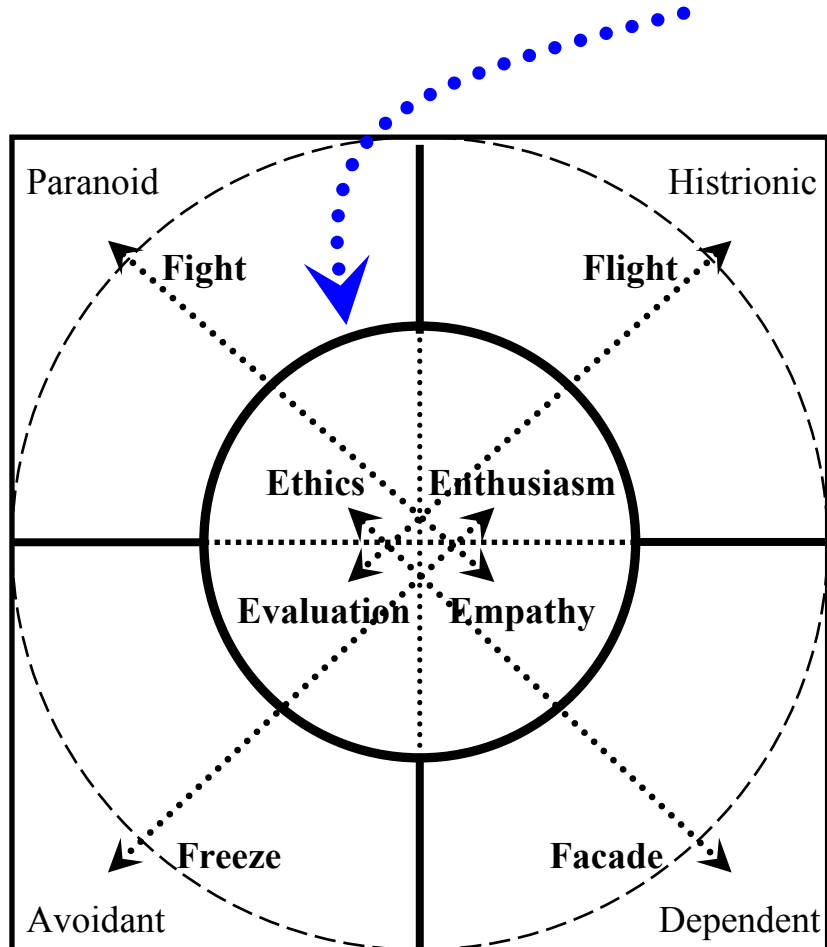 Paranoid Histrionic
Fight Flight
Ethics Enthusiasm
Evaluation Empathy
Freeze Facade
Avoidant Dependent